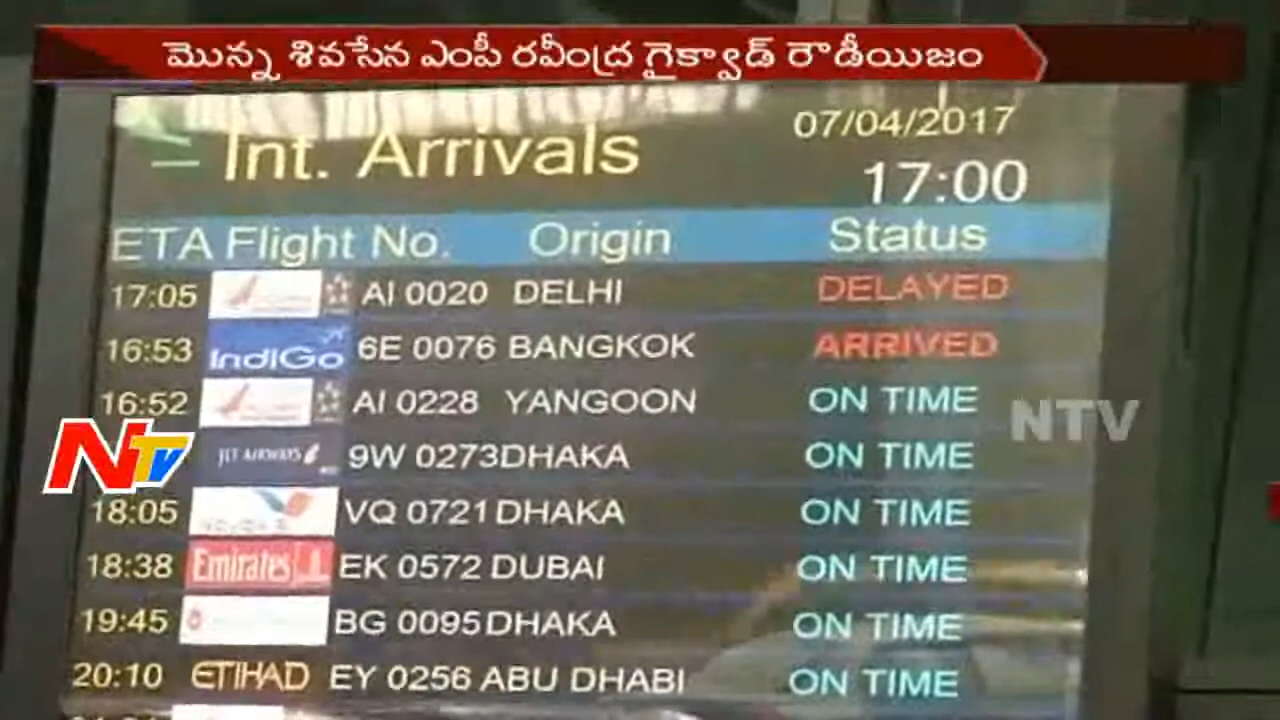 మొన్న శివసేన ఎంపీ రవీంద్ర గైక్వాడ్ రౌడీయిజం
Int. Arrivals 07/04/2017
17:00
ETA Flight No. Origin Status
17:05 AI 0020 DELHI DELAYED
16:53 IndiGo 6E 0076 BANGKOK ARRIVED
16:52 AI 0228 YANGOON ON TIME
NTV
NTV JET AIRWAYS 9W 0273 DHAKA ON TIME
18:05 VQ 0721 DHAKA ON TIME
18:38 Emirates EK 0572 DUBAI ON TIME
19:45 BG 0095 DHAKA ON TIME
20:10 ETIHAD EY 0256 ABU DHABI ON TIME